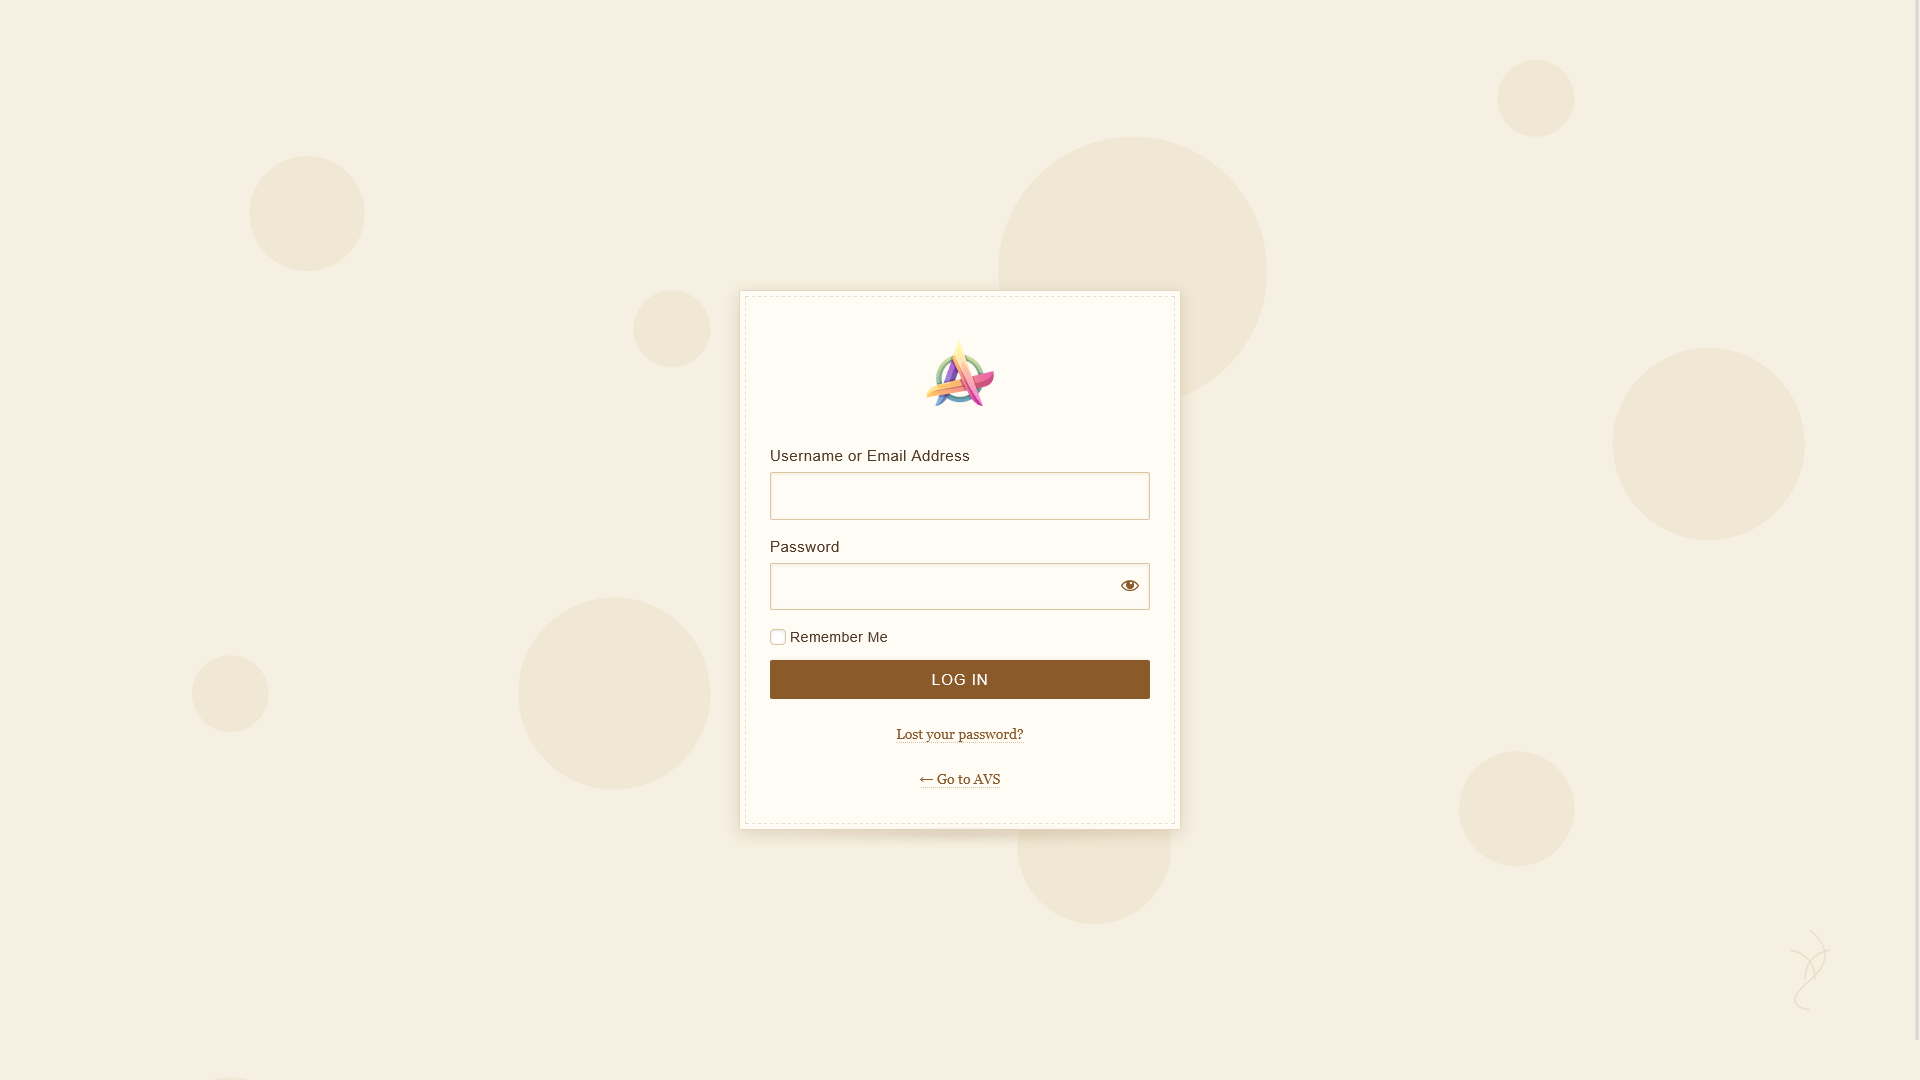 Username or Email Address
Password
Remember Me
LOG IN
Lost your password?
← Go to AVS